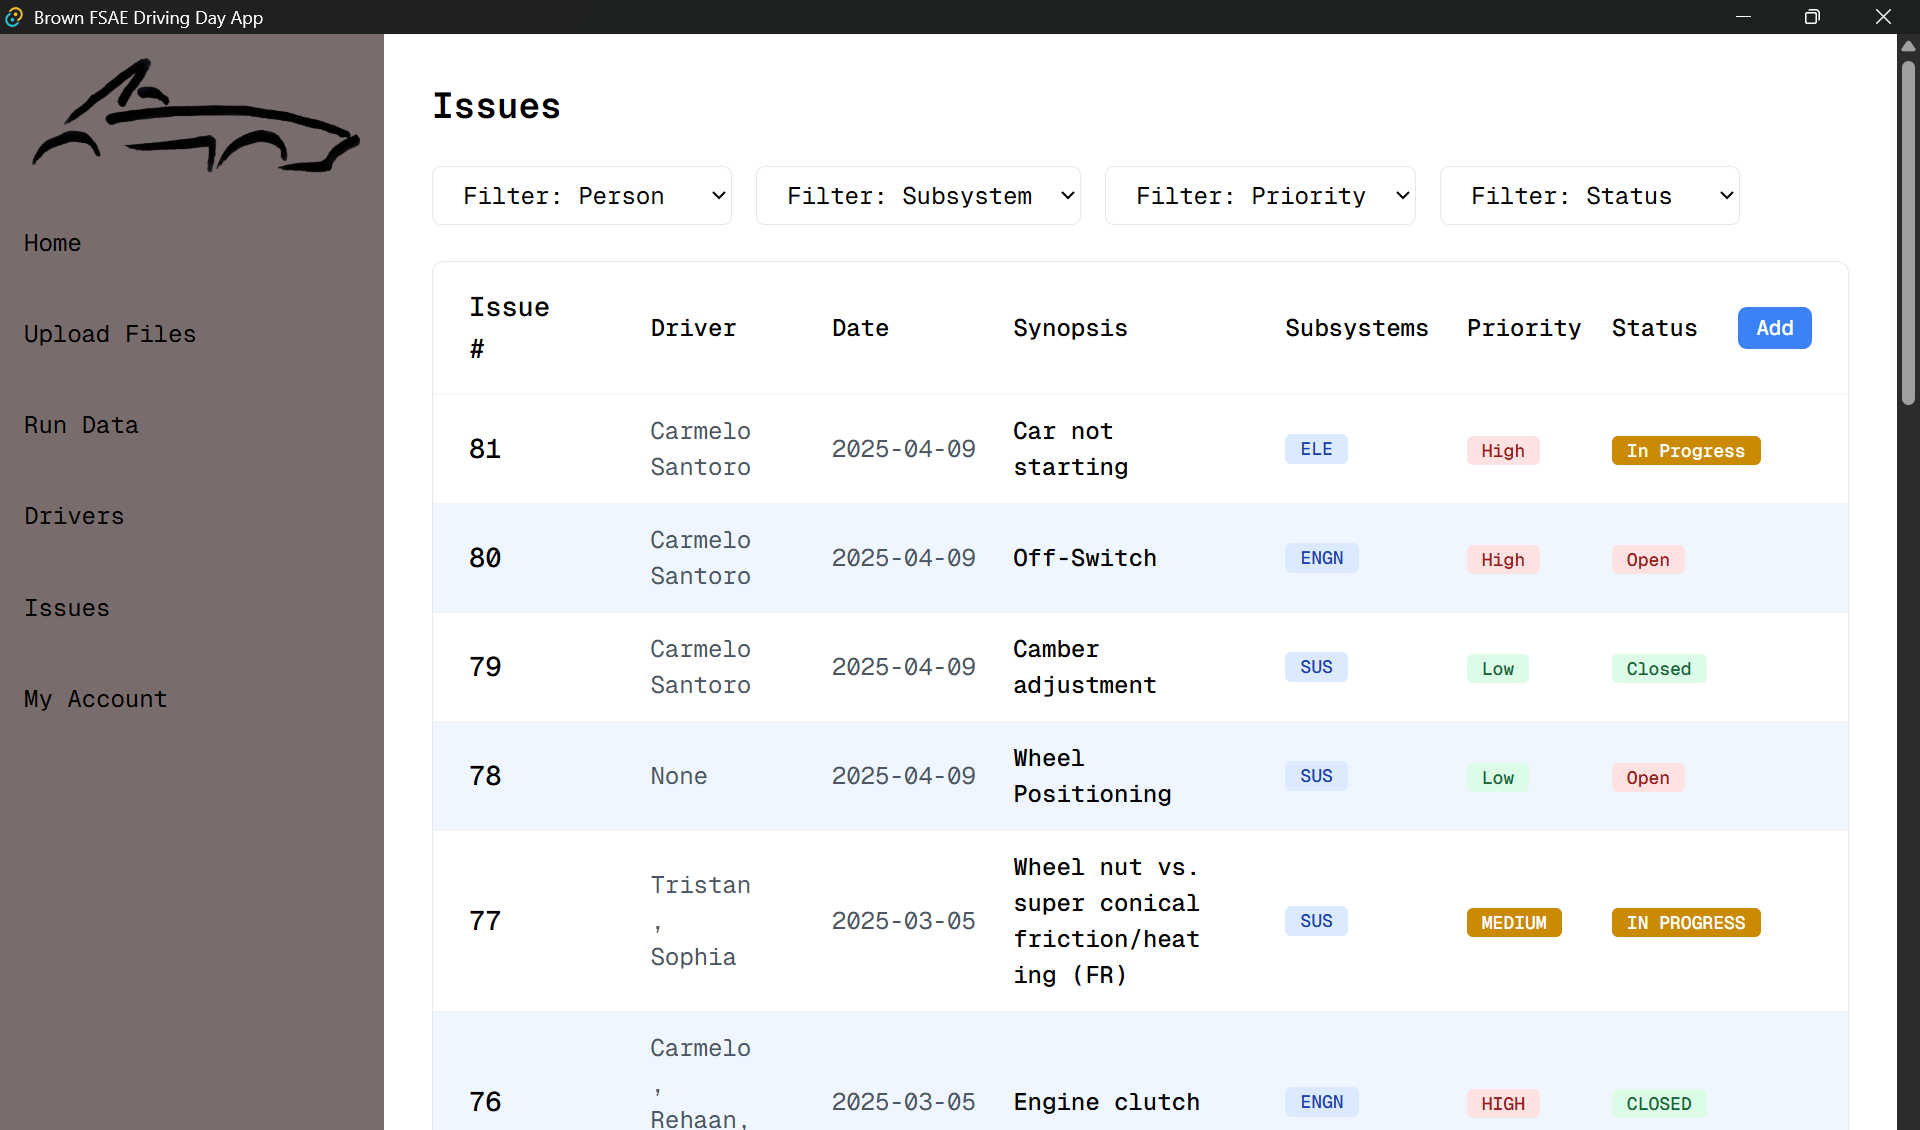 Brown FSAE Driving Day App
Home
Upload Files
Run Data
Drivers
Issues
My Account
Issues
Filter: Person
Filter: Subsystem
Filter: Priority
Filter: Status
Issue
#
Driver
Date
Synopsis
Subsystems
Priority
Status
Add
81
Carmelo
Santoro
2025-04-09
Car not
starting
ELE
High
In Progress
80
Carmelo
Santoro
2025-04-09
Off-Switch
ENGN
High
Open
79
Carmelo
Santoro
2025-04-09
Camber
adjustment
SUS
Low
Closed
78
None
2025-04-09
Wheel
Positioning
SUS
Low
Open
77
Tristan
,
Sophia
2025-03-05
Wheel nut vs.
super conical
friction/heat
ing (FR)
SUS
MEDIUM
IN PROGRESS
76
Carmelo
,
Rehaan,
2025-03-05
Engine clutch
ENGN
HIGH
CLOSED